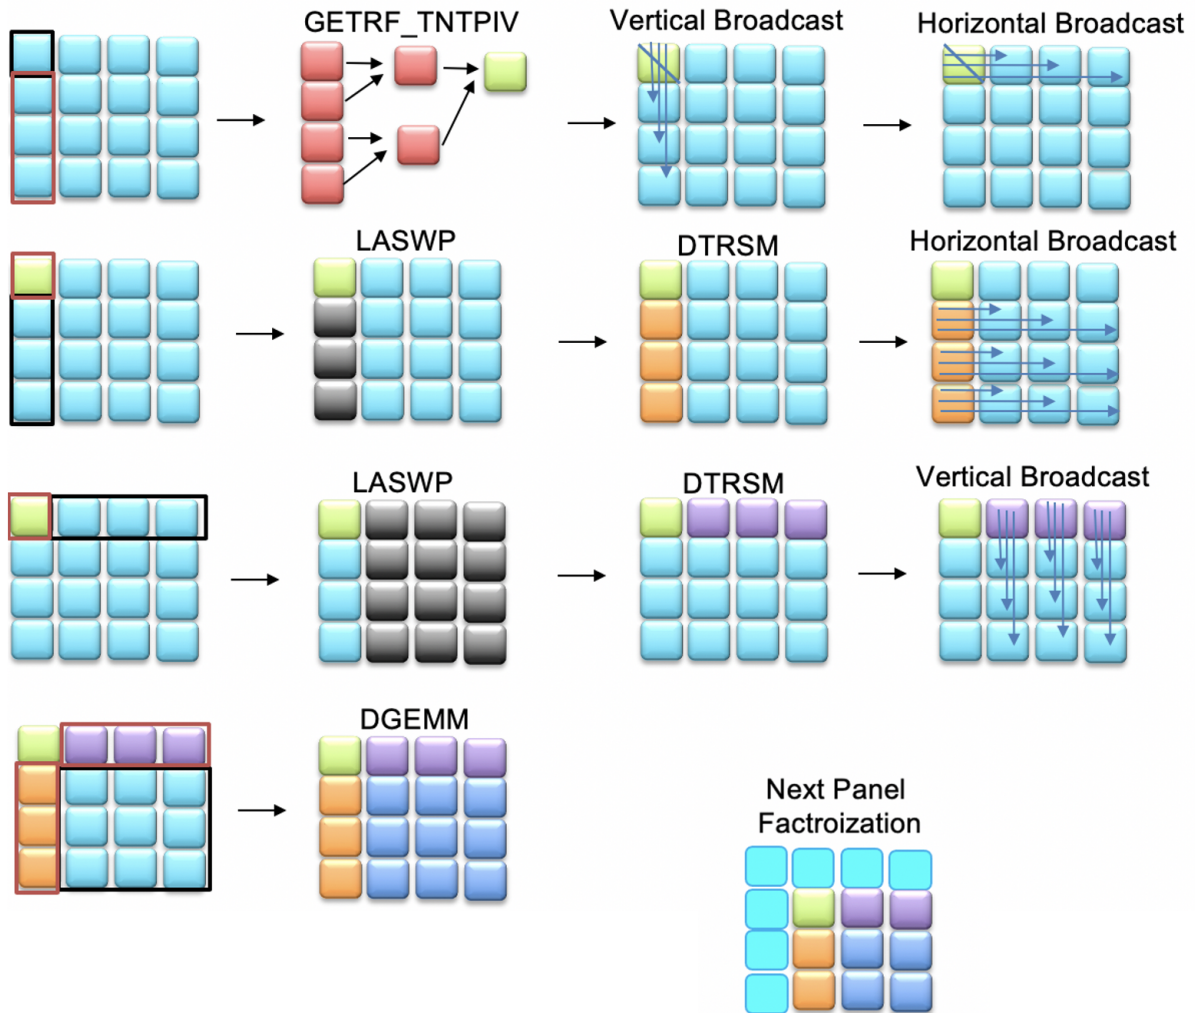 GETRF_TNTPIV
Vertical Broadcast
Horizontal Broadcast
LASWP
DTRSM
Horizontal Broadcast
LASWP
DTRSM
Vertical Broadcast
DGEMM
Next Panel
Factroization